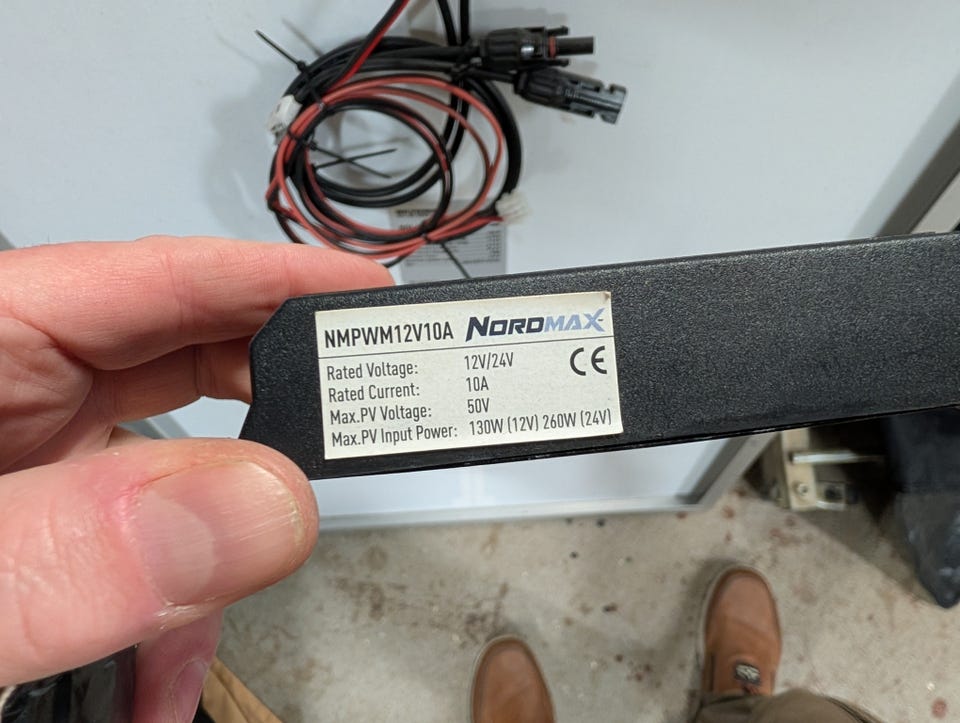 NMPWM12V10A NORDMAX
Rated Voltage: 12V/24V CE
Rated Current: 10A
Max.PV Voltage: 50V
Max.PV Input Power: 130W (12V) 260W (24V)